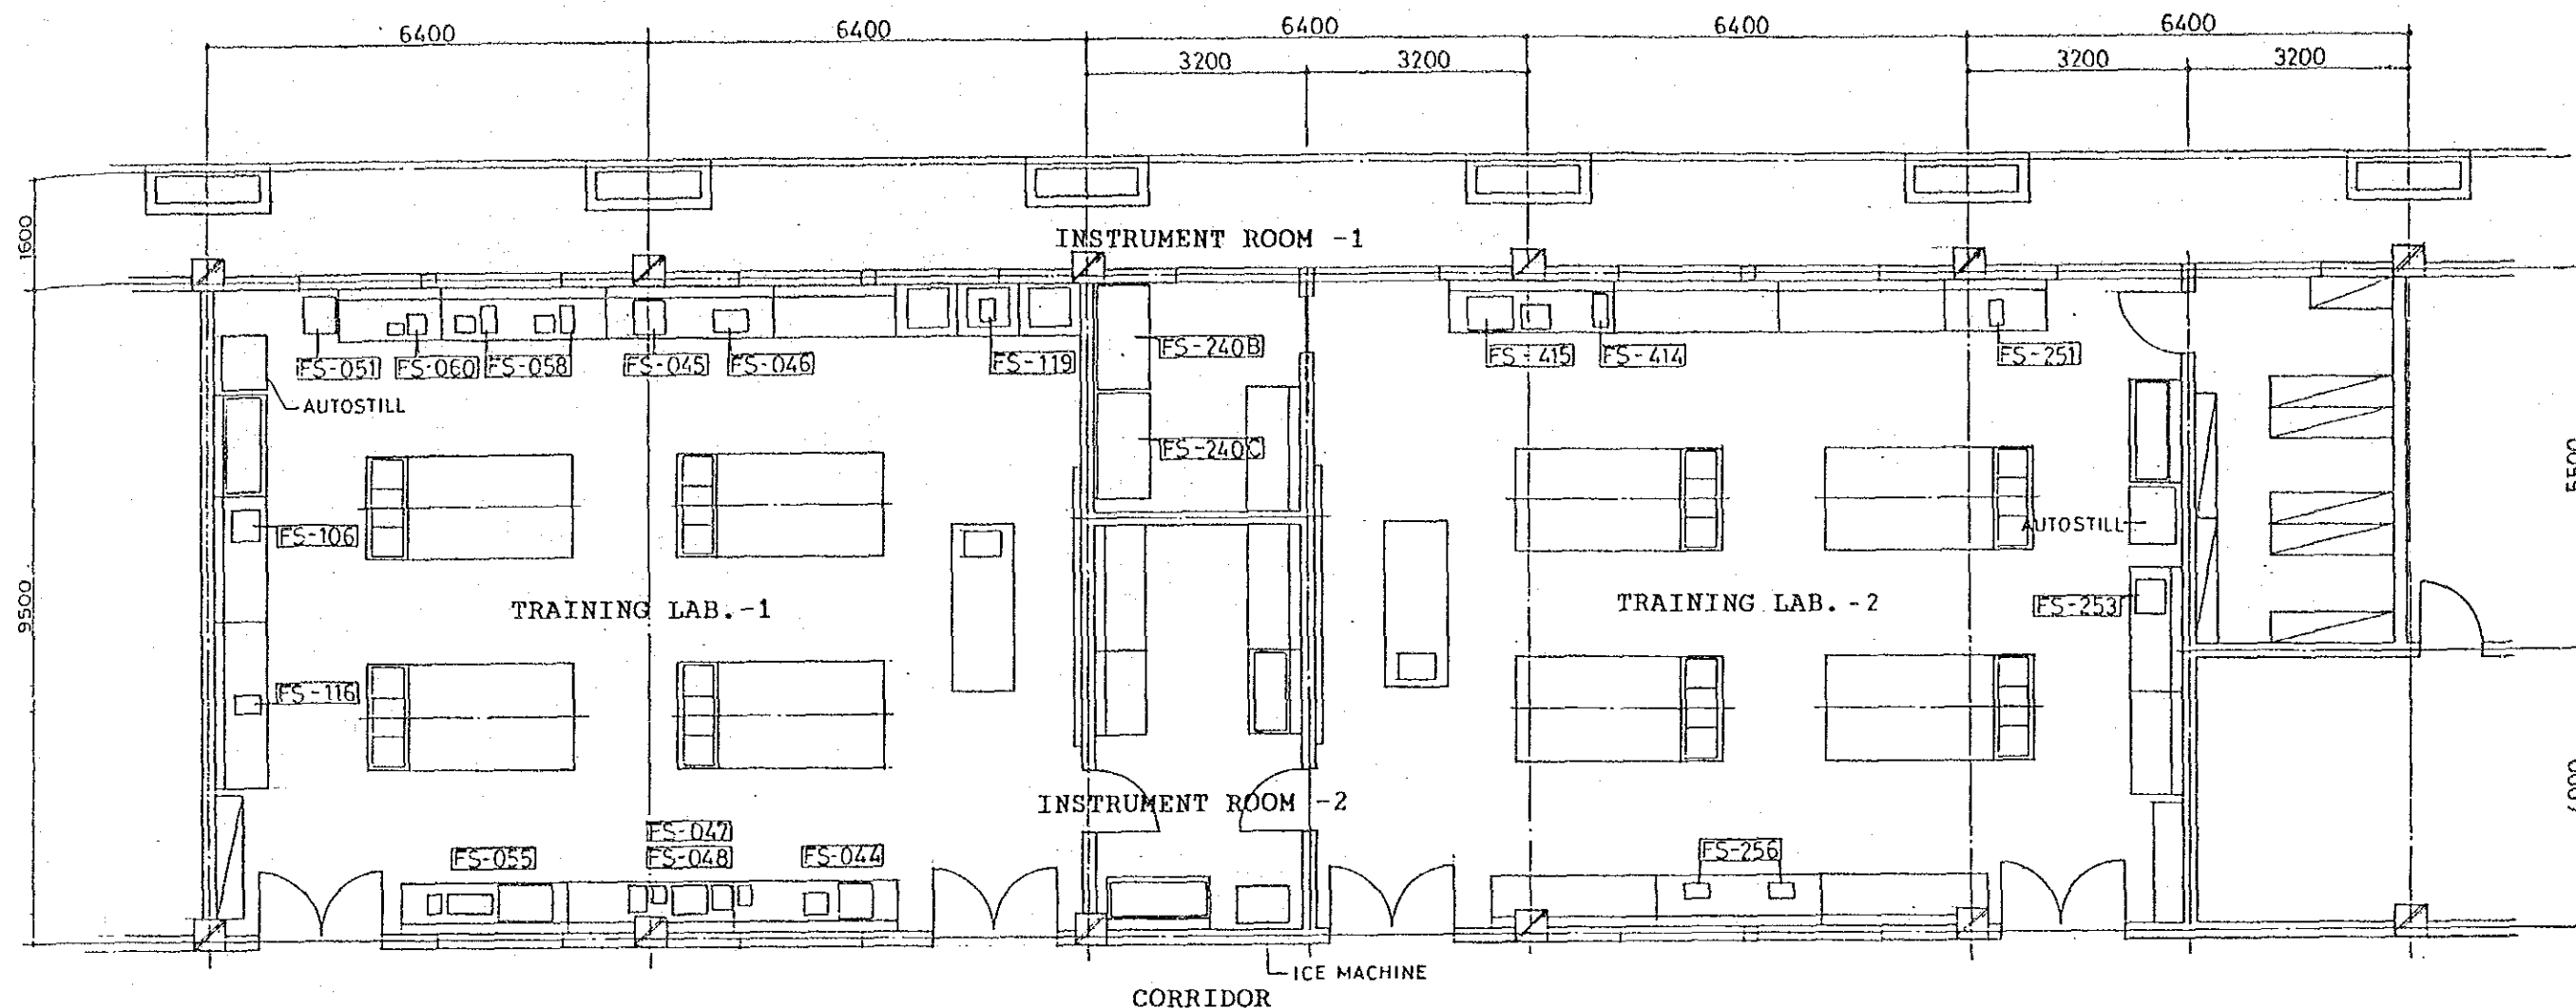 6400
6400
6400
6400
6400
3200
3200
3200
3200
1600
INSTRUMENT ROOM -1
FS-051
FS-060
FS-058
FS-045
FS-046
FS-119
FS-240B
FS-415
FS-414
FS-251
AUTOSTILL
FS-240C
5500
FS-106
AUTOSTILL
9500
TRAINING LAB.-1
TRAINING LAB. -2
FS-253
FS-116
INSTRUMENT ROOM -2
4000
FS-047
FS-055
FS-048
FS-044
FS-256
ICE MACHINE
CORRIDOR